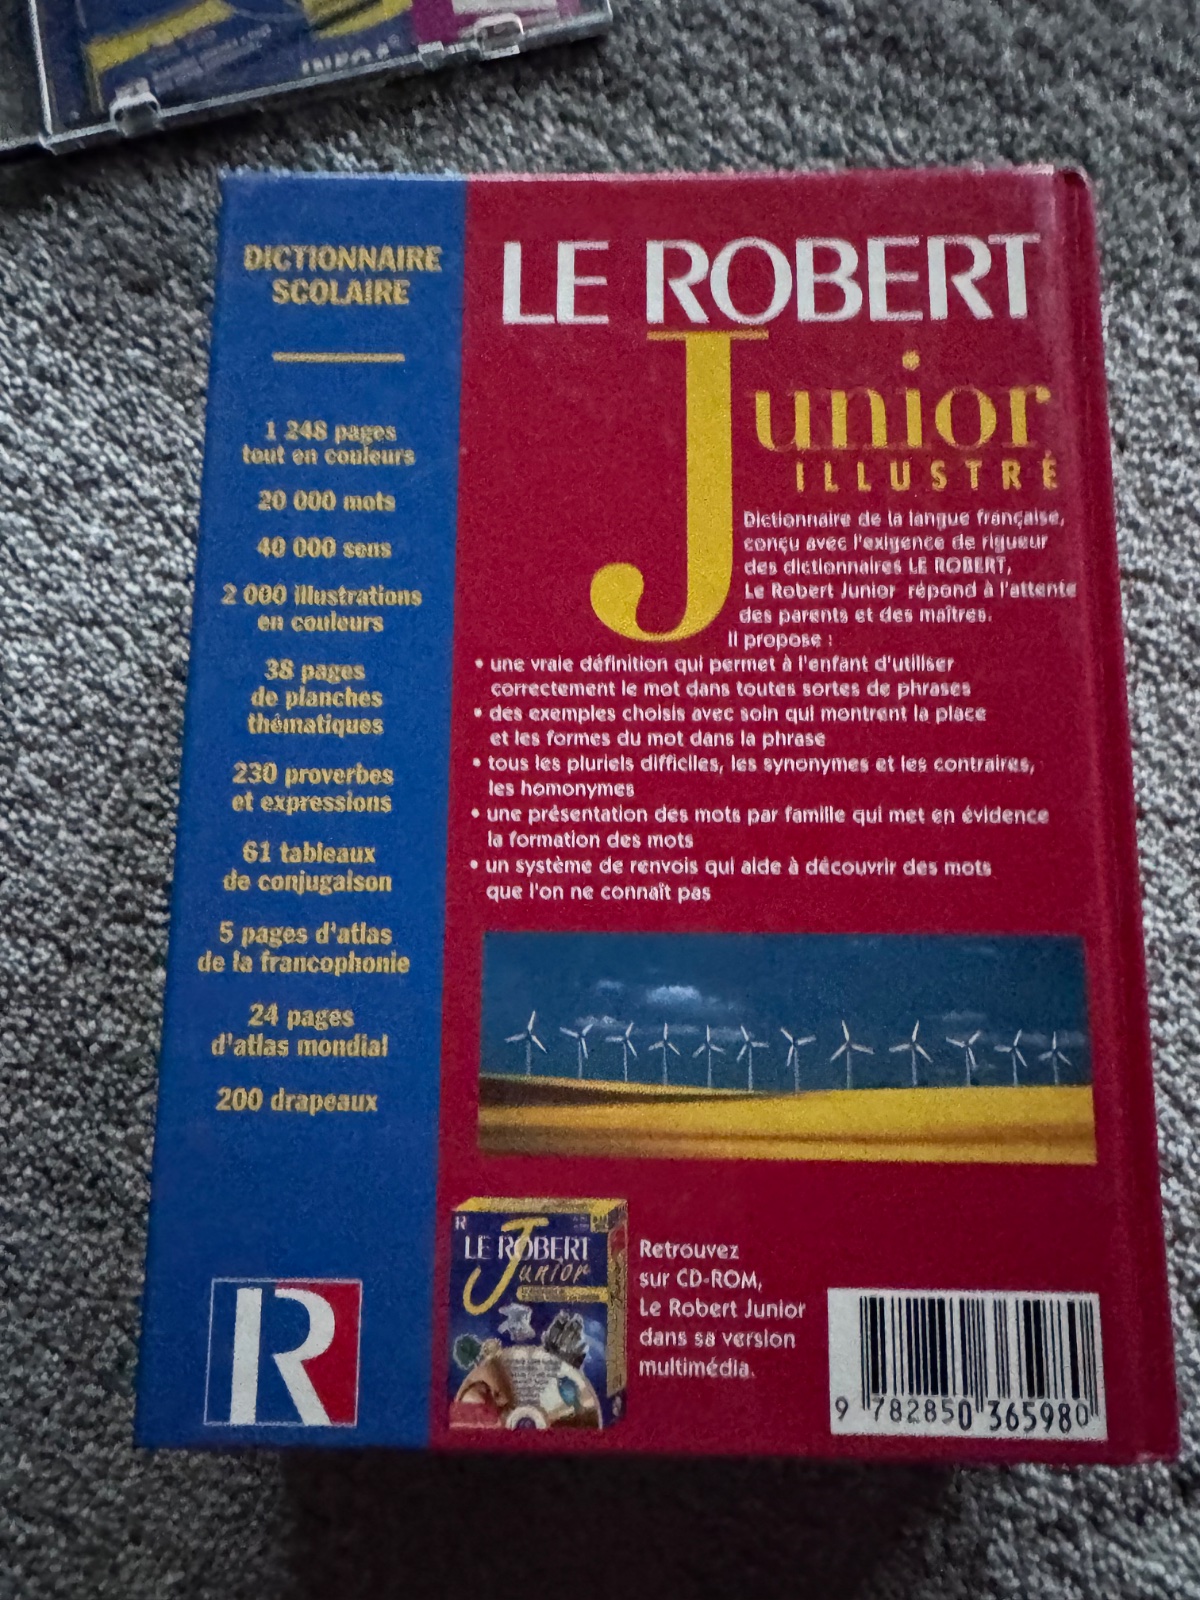 DICTIONNAIRE
SCOLAIRE
1 248 pages
tout en couleurs
20 000 mots
40 000 sens
2 000 illustrations
en couleurs
38 pages
de planches
thématiques
230 proverbes
et expressions
61 tableaux
de conjugaison
5 pages d'atlas
de la francophonie
24 pages
d'atlas mondial
200 drapeaux
R
LE ROBERT
Junior
ILLUSTRÉ
Dictionnaire de la langue française,
conçu avec l'exigence de rigueur
des dictionnaires LE ROBERT,
Le Robert Junior répond à l'attente
des parents et des maîtres.
Il propose :
• une vraie définition qui permet à l'enfant d'utiliser
correctement le mot dans toutes sortes de phrases
• des exemples choisis avec soin qui montrent la place
et les formes du mot dans la phrase
• tous les pluriels difficiles, les synonymes et les contraires,
les homonymes
• une présentation des mots par famille qui met en évidence
la formation des mots
• un système de renvois qui aide à découvrir des mots
que l'on ne connaît pas
R
LE ROBERT
Junior
Retrouvez
sur CD-ROM,
Le Robert Junior
dans sa version
multimédia.
9 782850 365980